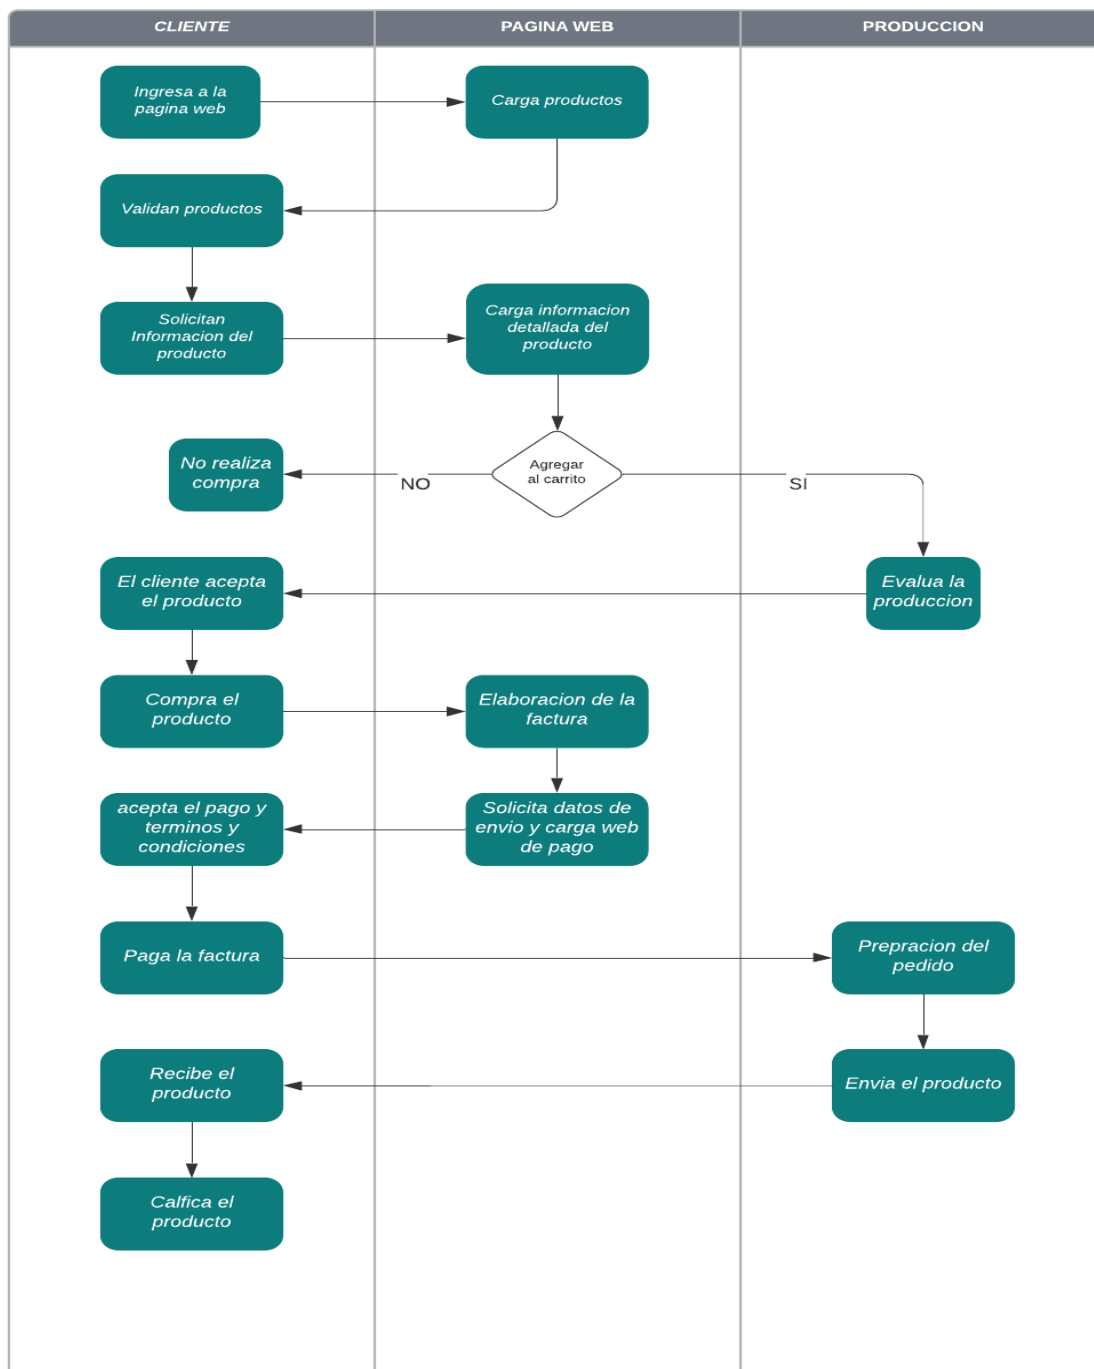 CLIENTE
PAGINA WEB
PRODUCCION
Ingresa a la
pagina web
Carga productos
Validan productos
Solicitan
Informacion del
producto
Carga informacion
detallada del
producto
Agregar
al carrito
No realiza
compra
NO
SI
El cliente acepta
el producto
Evalua la
produccion
Compra el
producto
Elaboracion de la
factura
acepta el pago y
terminos y
condiciones
Solicita datos de
envio y carga web
de pago
Paga la factura
Prepracion del
pedido
Recibe el
producto
Envia el producto
Calfica el
producto